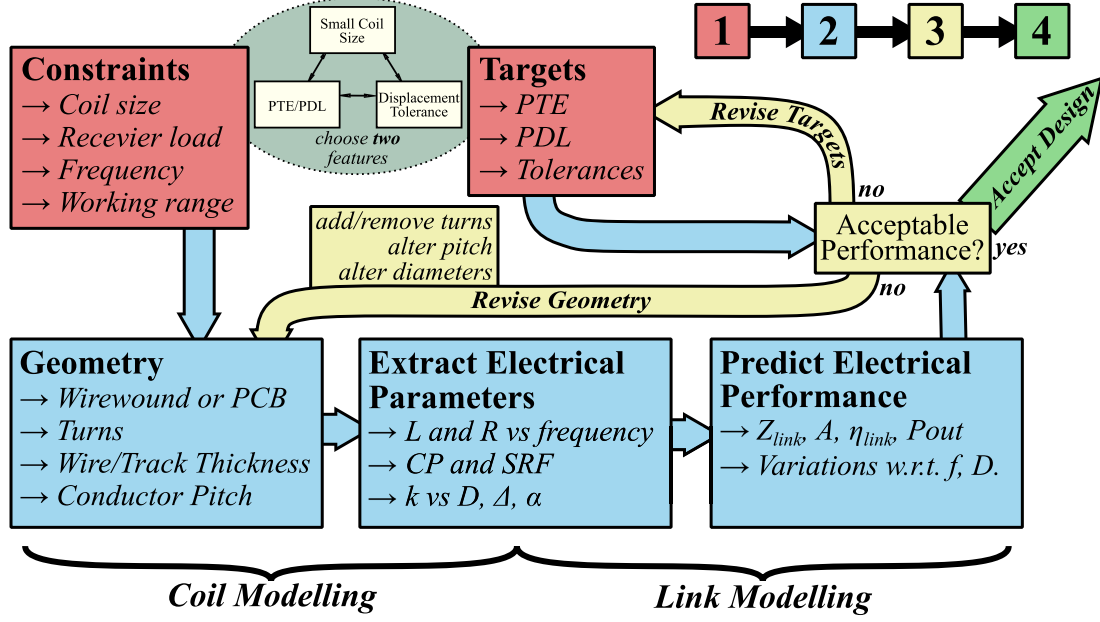 1 2 3 4
Small Coil
Size
PTE/PDL
Displacement
Tolerance
choose two
features
Constraints
→ Coil size
→ Recevier load
→ Frequency
→ Working range
Targets
→ PTE
→ PDL
→ Tolerances
Revise Targets
no
Accept Design
Acceptable
Performance?
yes
no
add/remove turns
alter pitch
alter diameters
Revise Geometry
Geometry
→ Wirewound or PCB
→ Turns
→ Wire/Track Thickness
→ Conductor Pitch
Extract Electrical
Parameters
→ L and R vs frequency
→ CP and SRF
→ k vs D, Δ, α
Predict Electrical
Performance
→ Zlink, A, ηlink, Pout
→ Variations w.r.t. f, D.
Coil Modelling
Link Modelling